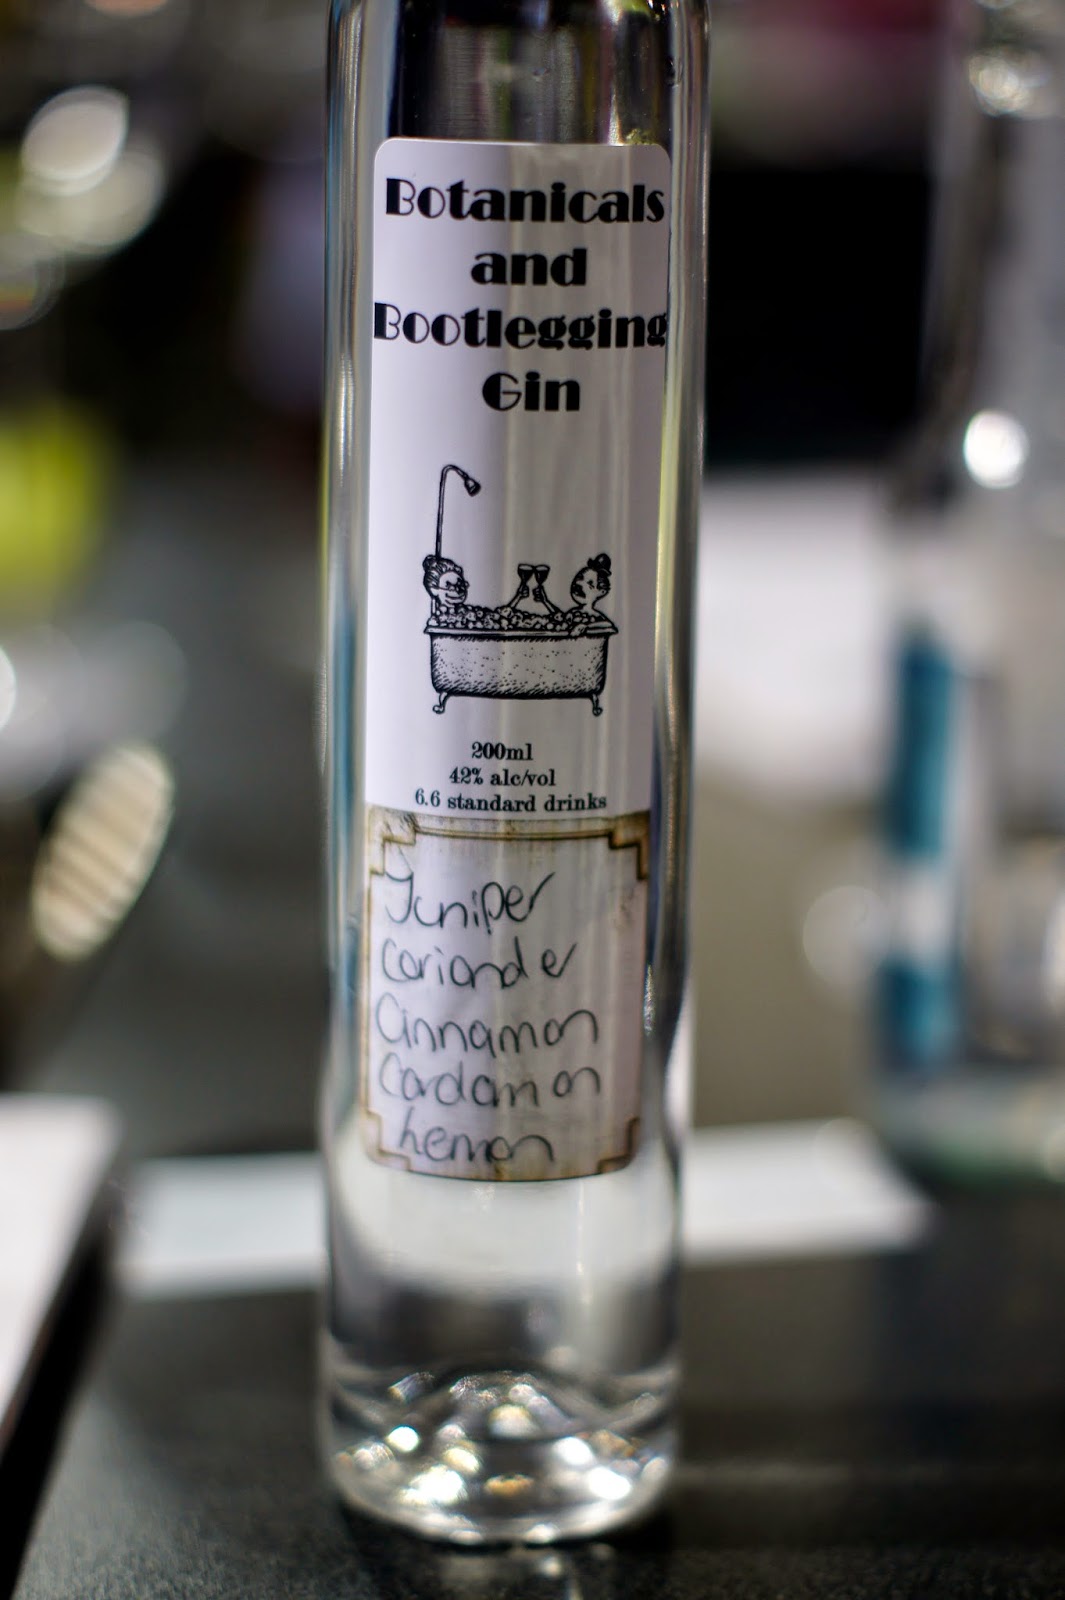 Botanicals
and
Bootlegging
Gin
200ml
42% alc/vol
6.6 standard drinks
Juniper
Coriander
Cinnamon
Cardamon
Lemon